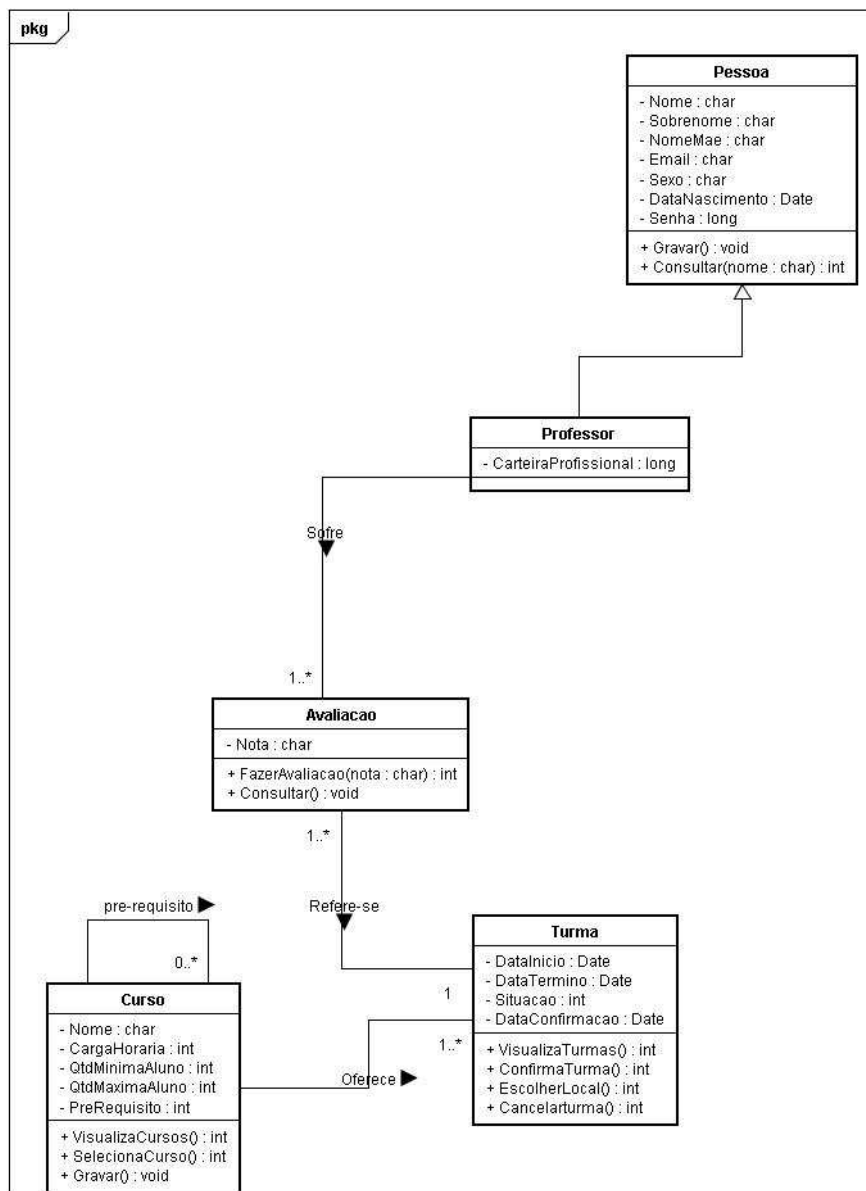 pkg
Pessoa
- Nome : char
- Sobrenome : char
- NomeMae : char
- Email : char
- Sexo : char
- DataNascimento : Date
- Senha : long
+ Gravar() : void
+ Consultar(nome : char) : int
Professor
- CarteiraProfissional : long
Sofre
1..*
Avaliacao
- Nota : char
+ FazerAvaliacao(nota : char) : int
+ Consultar() : void
1..*
Refere-se
1
pre-requisito
0..*
Curso
- Nome : char
- CargaHoraria : int
- QtdMinimaAluno : int
- QtdMaximaAluno : int
- PreRequisito : int
+ VisualizaCursos() : int
+ SelecionaCurso() : int
+ Gravar() : void
Oferece
1..*
Turma
- DataInicio : Date
- DataTermino : Date
- Situacao : int
- DataConfirmacao : Date
+ VisualizaTurmas() : int
+ ConfirmaTurma() : int
+ EscolherLocal() : int
+ Cancelarturma() : int